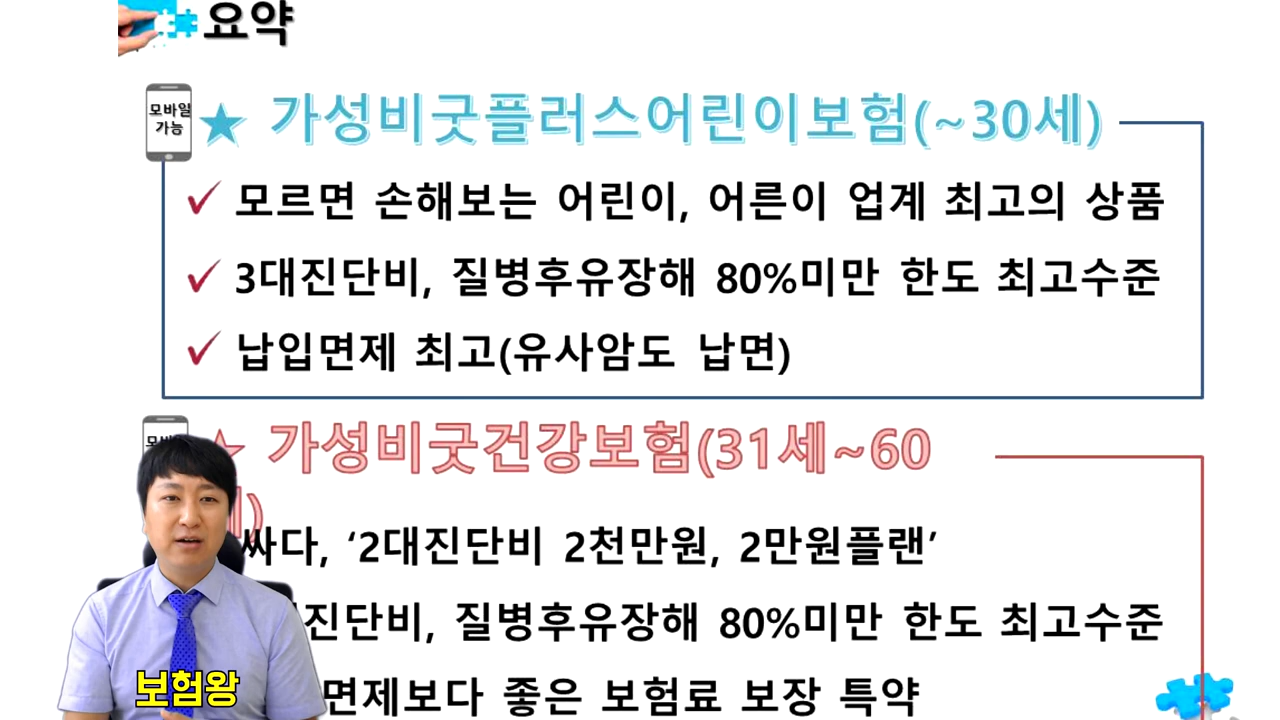 요약
모바일
가능
★ 가성비굿플러스어린이보험(~30세)
✓ 모르면 손해보는 어린이, 어른이 업계 최고의 상품
✓ 3대진단비, 질병후유장해 80%미만 한도 최고수준
✓ 납입면제 최고(유사암도 납면)
★ 가성비굿건강보험(31세~60
)
싸다, ‘2대진단비 2천만원, 2만원플랜’
진단비, 질병후유장해 80%미만 한도 최고수준
면제보다 좋은 보험료 보장 특약
보험왕